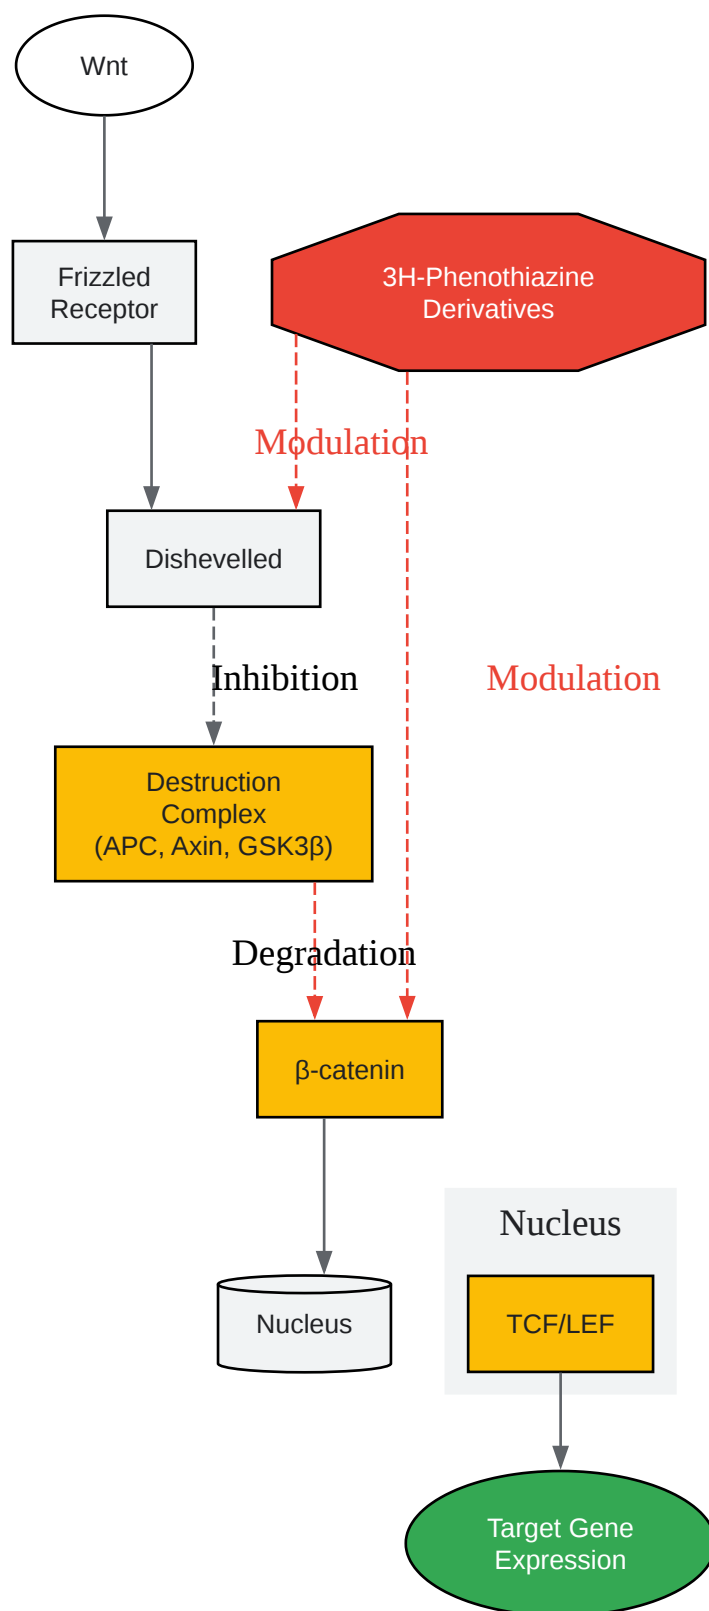 Wnt
Frizzled
Receptor
3H-Phenothiazine
Derivatives
Modulation
Dishevelled
Inhibition
Modulation
Destruction
Complex
(APC, Axin, GSK3β)
Degradation
β-catenin
Nucleus
Nucleus
TCF/LEF
Target Gene
Expression